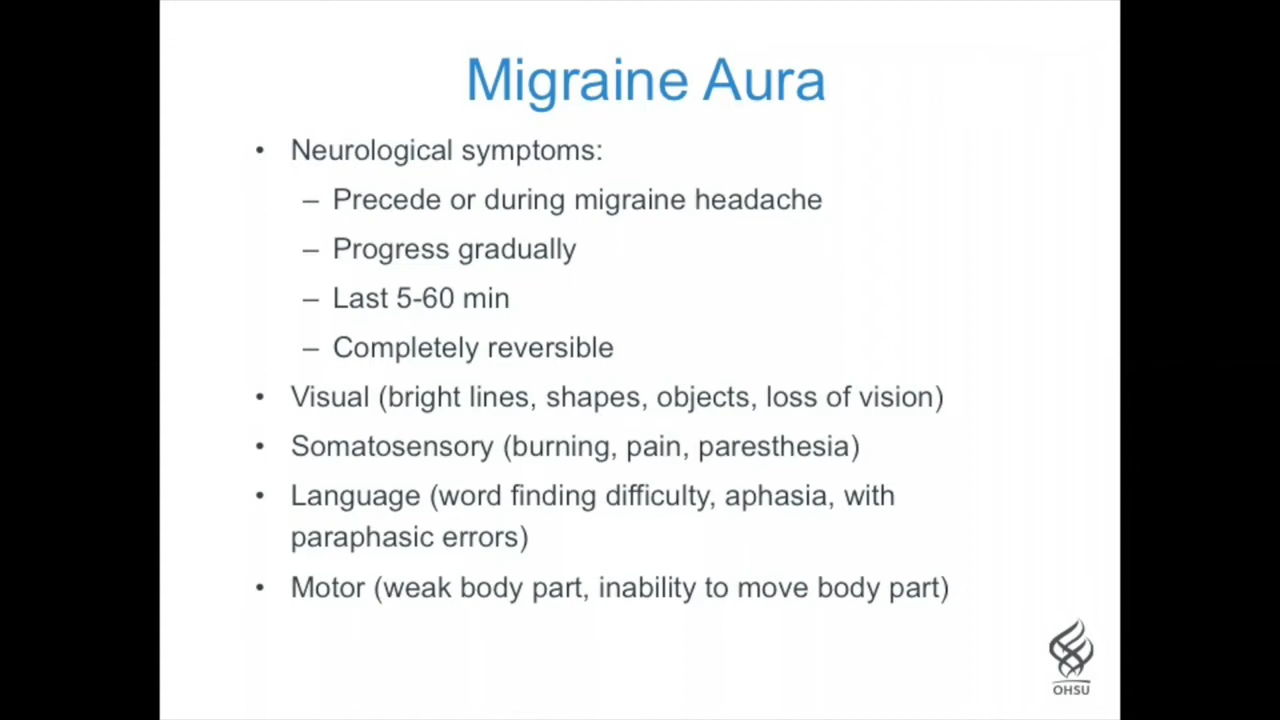 Migraine Aura
• Neurological symptoms:
– Precede or during migraine headache
– Progress gradually
– Last 5-60 min
– Completely reversible
• Visual (bright lines, shapes, objects, loss of vision)
• Somatosensory (burning, pain, paresthesia)
• Language (word finding difficulty, aphasia, with
paraphasic errors)
• Motor (weak body part, inability to move body part)
OHSU